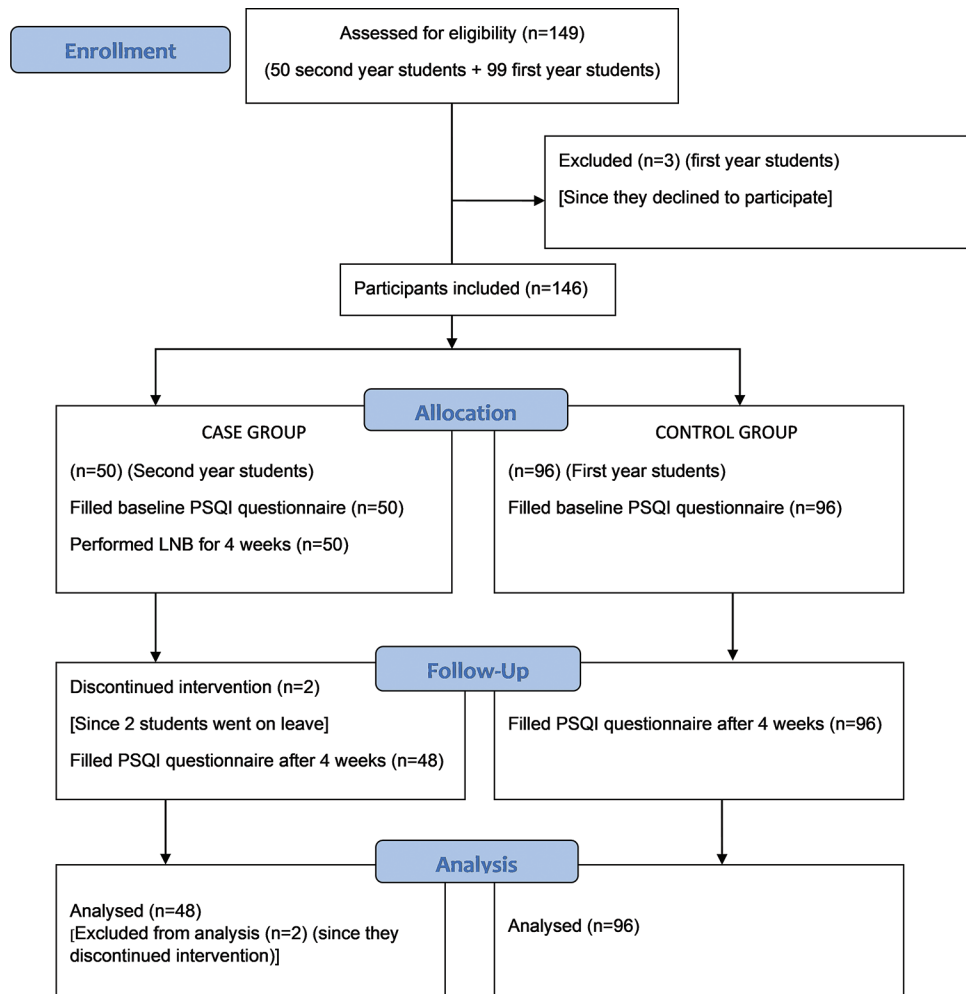 Enrollment
Assessed for eligibility (n=149)
(50 second year students + 99 first year students)
Excluded (n=3) (first year students)
[Since they declined to participate]
Participants included (n=146)
Allocation
CASE GROUP
(n=50) (Second year students)
Filled baseline PSQI questionnaire (n=50)
Performed LNB for 4 weeks (n=50)
CONTROL GROUP
(n=96) (First year students)
Filled baseline PSQI questionnaire (n=96)
Follow-Up
Discontinued intervention (n=2)
[Since 2 students went on leave]
Filled PSQI questionnaire after 4 weeks (n=48)
Filled PSQI questionnaire after 4 weeks (n=96)
Analysis
Analysed (n=48)
[Excluded from analysis (n=2) (since they
discontinued intervention)]
Analysed (n=96)